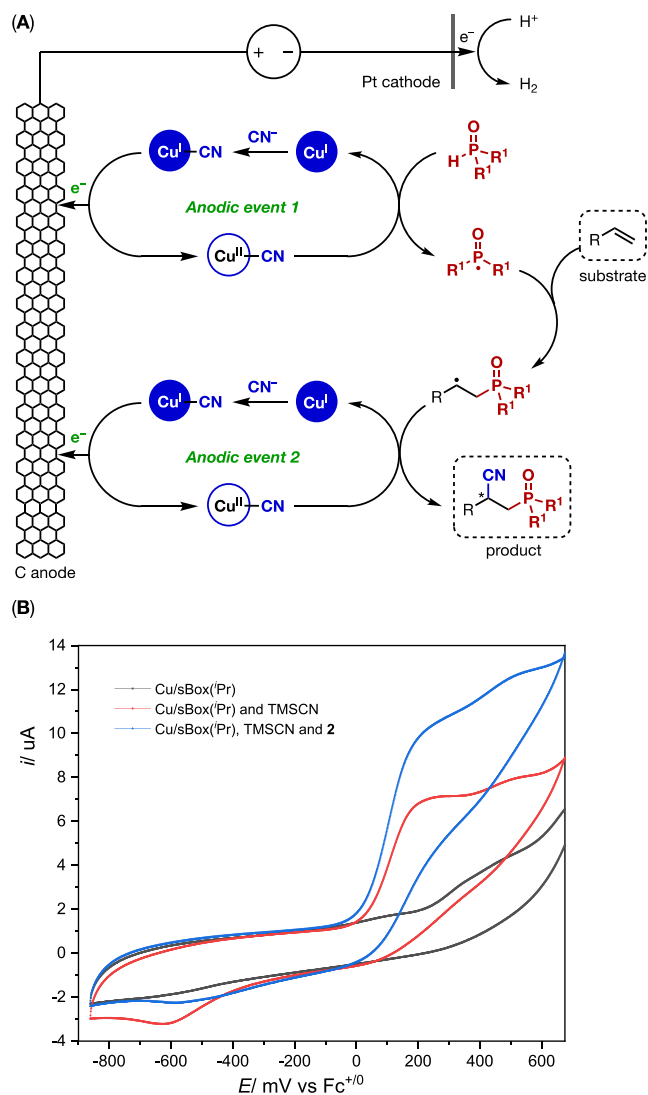 (A)
+ −
e⁻
H⁺
H₂
Pt cathode
Cuᴵ—CN
CN⁻
Cuᴵ
e⁻
Anodic event 1
Cuᴵᴵ—CN
O
H P R¹
R¹
O
R¹ P• R¹
R
substrate
Cuᴵ—CN
CN⁻
Cuᴵ
e⁻
Anodic event 2
Cuᴵᴵ—CN
R • O
P R¹
R¹
CN O
R * P R¹
R¹
product
C anode
(B)
Cu/sBox(ⁱPr)
Cu/sBox(ⁱPr) and TMSCN
Cu/sBox(ⁱPr), TMSCN and 2
i/ uA
14
12
10
8
6
4
2
0
-2
-4
-800 -600 -400 -200 0 200 400 600
E/ mV vs Fc⁺/⁰